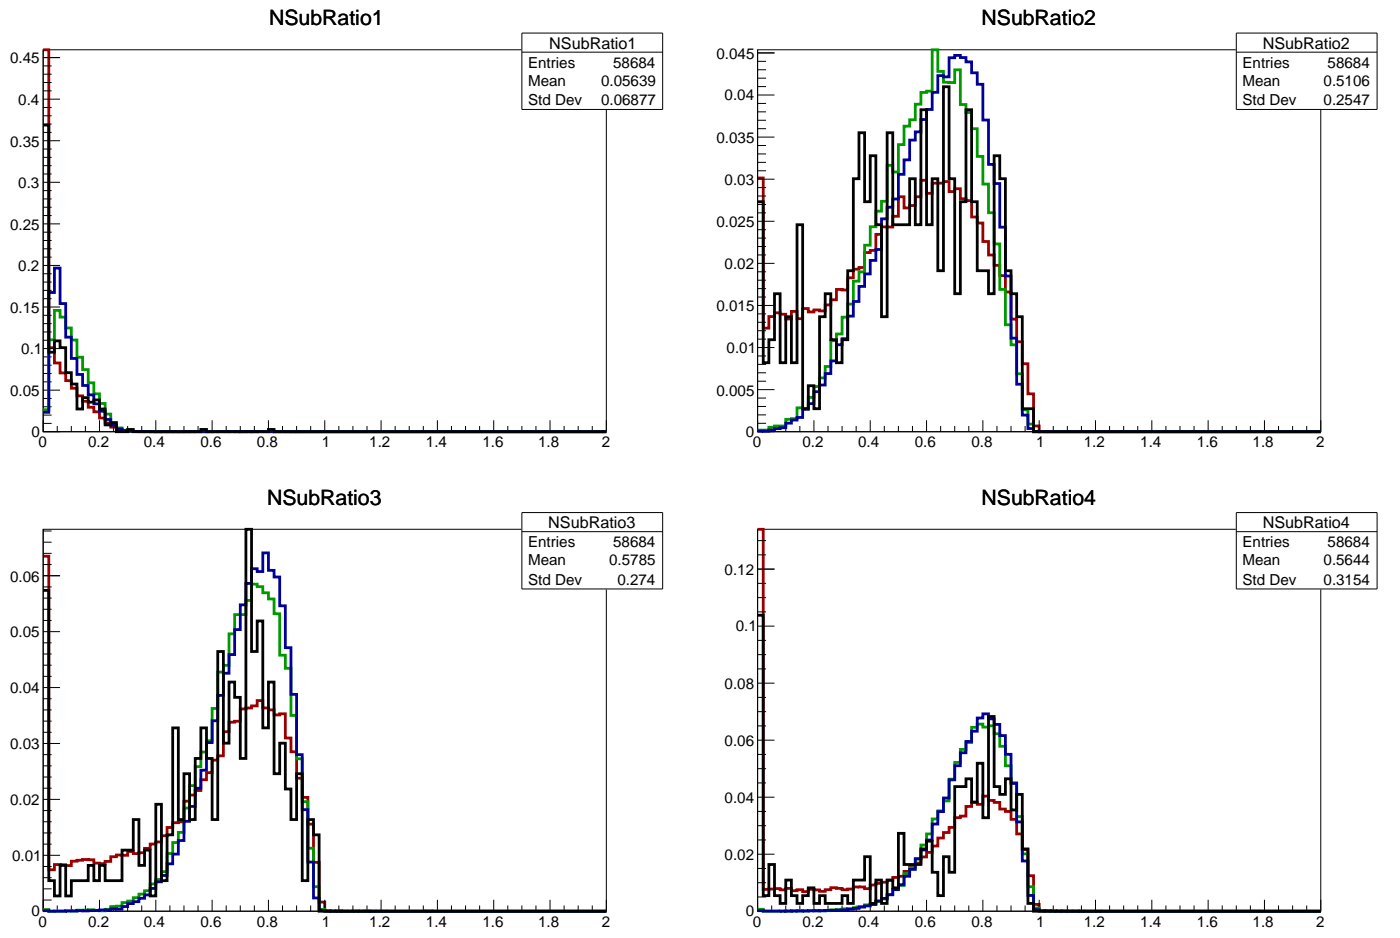 NSubRatio1
NSubRatio1
Entries 58684
Mean 0.05639
Std Dev 0.06877
0.45
0.4
0.35
0.3
0.25
0.2
0.15
0.1
0.05
0
0 0.2 0.4 0.6 0.8 1 1.2 1.4 1.6 1.8 2
NSubRatio2
NSubRatio2
Entries 58684
Mean 0.5106
Std Dev 0.2547
0.045
0.04
0.035
0.03
0.025
0.02
0.015
0.01
0.005
0
0 0.2 0.4 0.6 0.8 1 1.2 1.4 1.6 1.8 2
NSubRatio3
NSubRatio3
Entries 58684
Mean 0.5785
Std Dev 0.274
0.06
0.05
0.04
0.03
0.02
0.01
0
0 0.2 0.4 0.6 0.8 1 1.2 1.4 1.6 1.8 2
NSubRatio4
NSubRatio4
Entries 58684
Mean 0.5644
Std Dev 0.3154
0.12
0.1
0.08
0.06
0.04
0.02
0
0 0.2 0.4 0.6 0.8 1 1.2 1.4 1.6 1.8 2